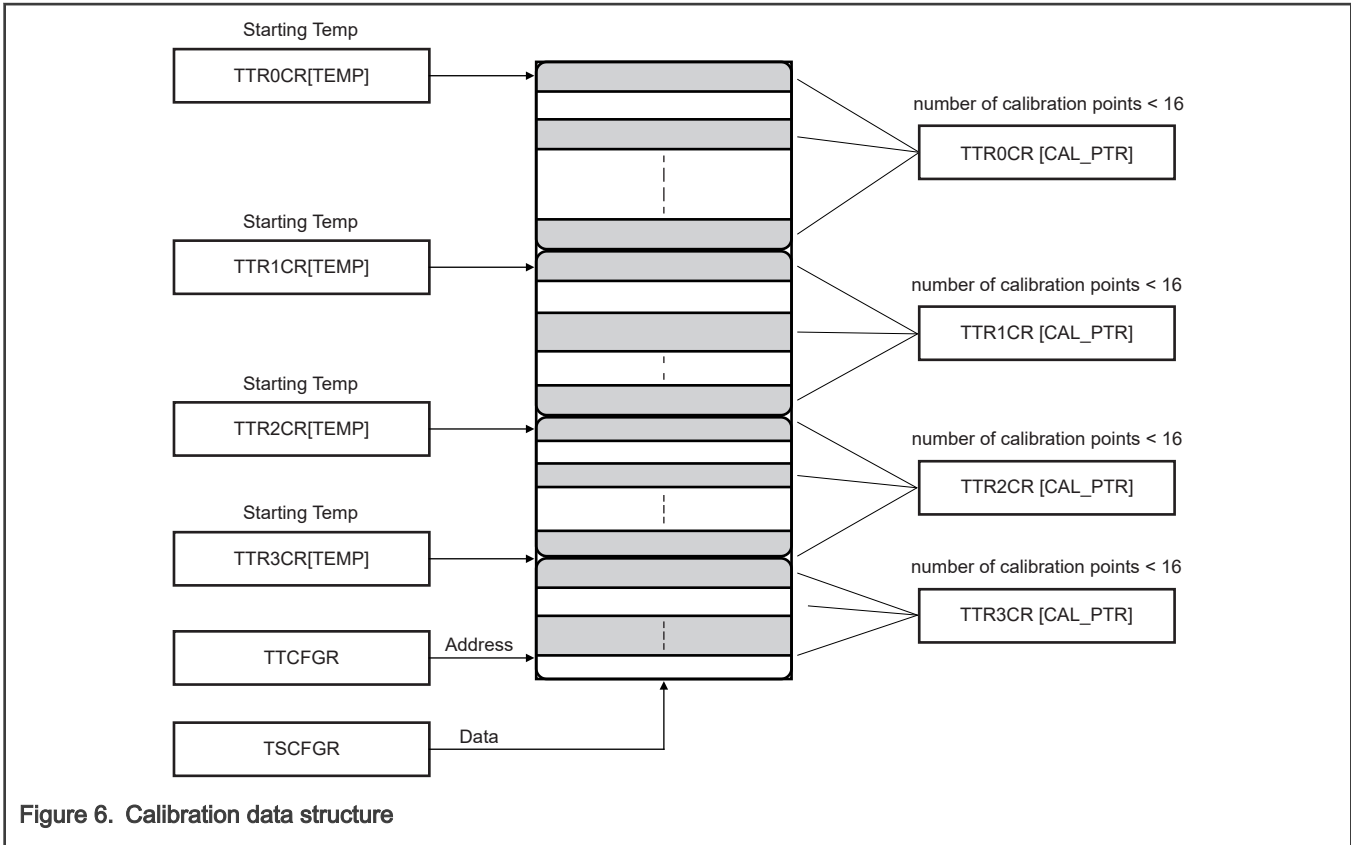 Starting Temp
TTR0CR[TEMP]
number of calibration points < 16
TTR0CR [CAL_PTR]
Starting Temp
TTR1CR[TEMP]
number of calibration points < 16
TTR1CR [CAL_PTR]
Starting Temp
TTR2CR[TEMP]
number of calibration points < 16
TTR2CR [CAL_PTR]
Starting Temp
TTR3CR[TEMP]
number of calibration points < 16
TTR3CR [CAL_PTR]
TTCFGR
Address
TSCFGR
Data
Figure 6. Calibration data structure